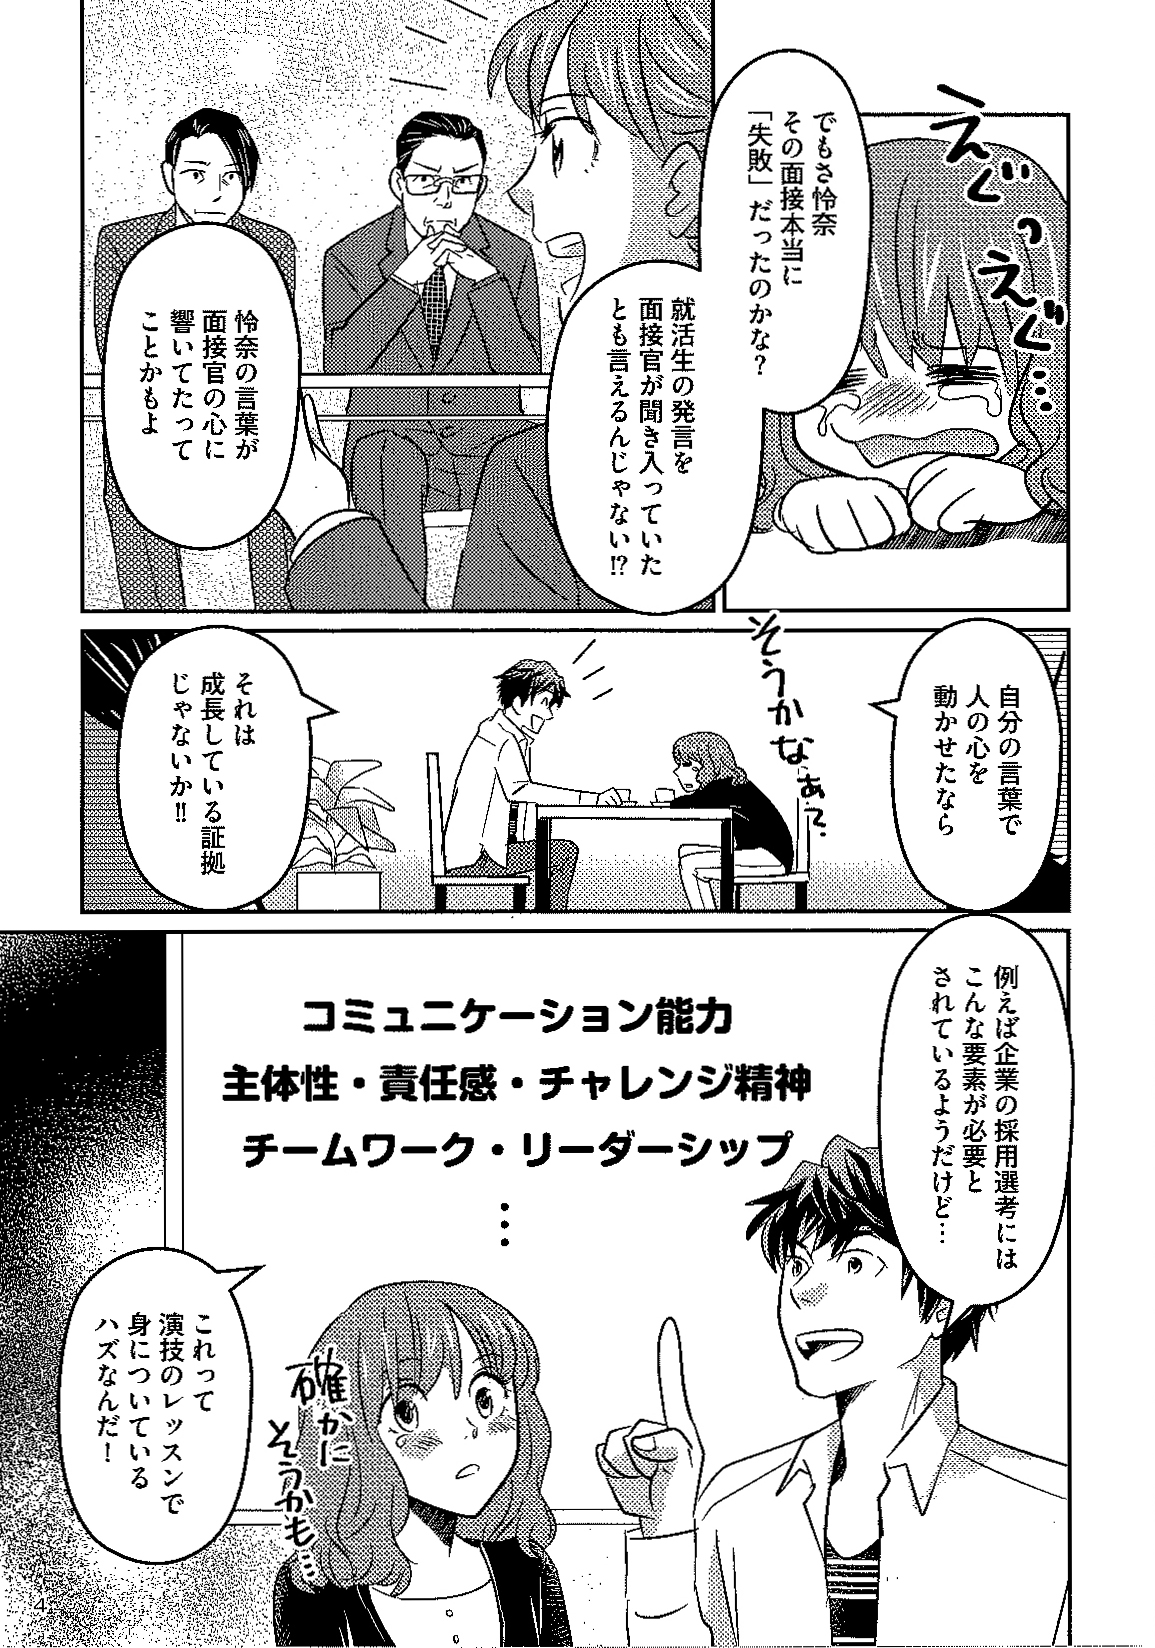 えぐっ
えぐ…
でもさ怜奈
その面接本当に
「失敗」だったのかな?
就活生の発言を
面接官が聞き入っていた
とも言えるんじゃない!?
怜奈の言葉が
面接官の心に
響いてたって
ことかもよ
自分の言葉で
人の心を
動かせたなら
そうかなぁ?
それは
成長している証拠
じゃないか!!
例えば企業の採用選考には
こんな要素が必要と
されているようだけど…
コミュニケーション能力
主体性・責任感・チャレンジ精神
チームワーク・リーダーシップ
…
確かに
そうかも…
これって
演技のレッスンで
身についている
ハズなんだ!
4